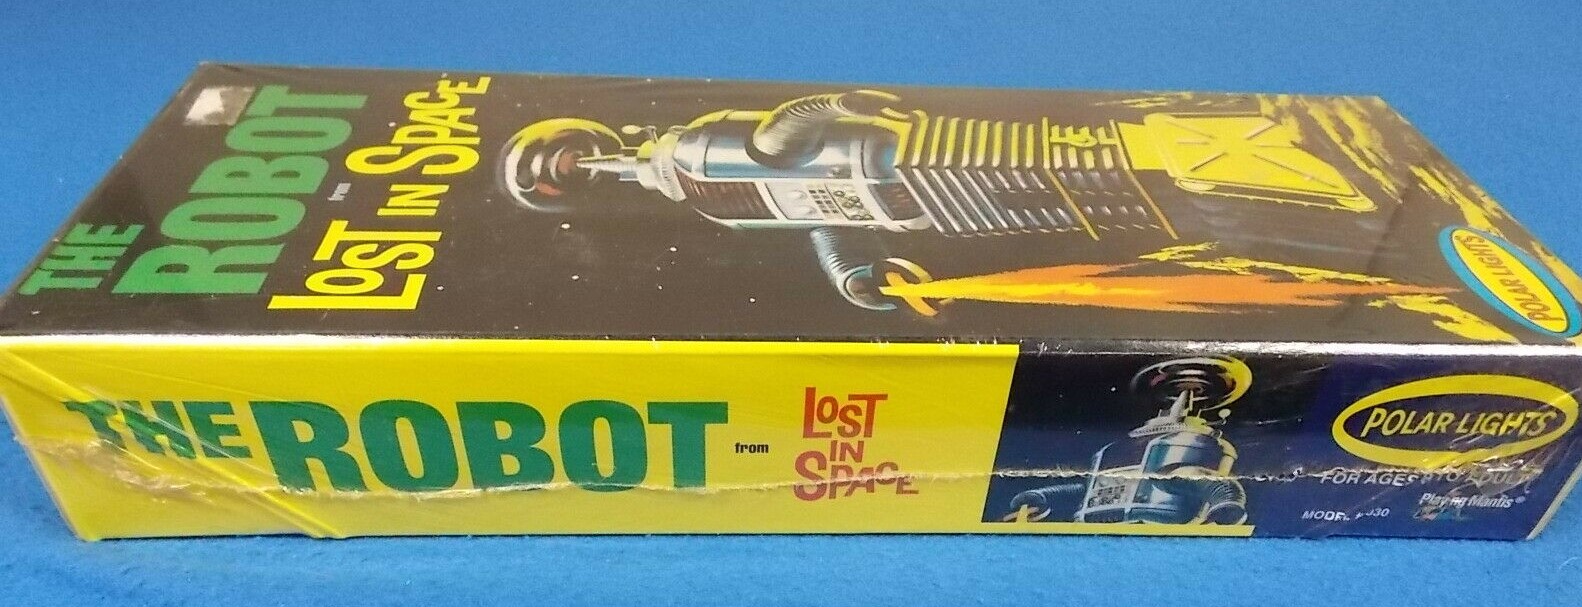 THE
ROBOT
from
LOST IN SPACE
POLAR LIGHTS
THE ROBOT
from
LOST
IN
SPACE
POLAR LIGHTS
FOR AGES
Playing Mantis®